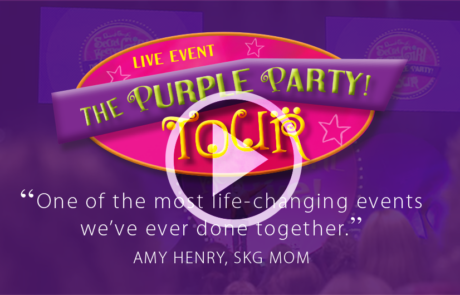 LIVE EVENT
THE PURPLE PARTY!
TOUR
“One of the most life-changing events
we’ve ever done together.”
AMY HENRY, SKG MOM